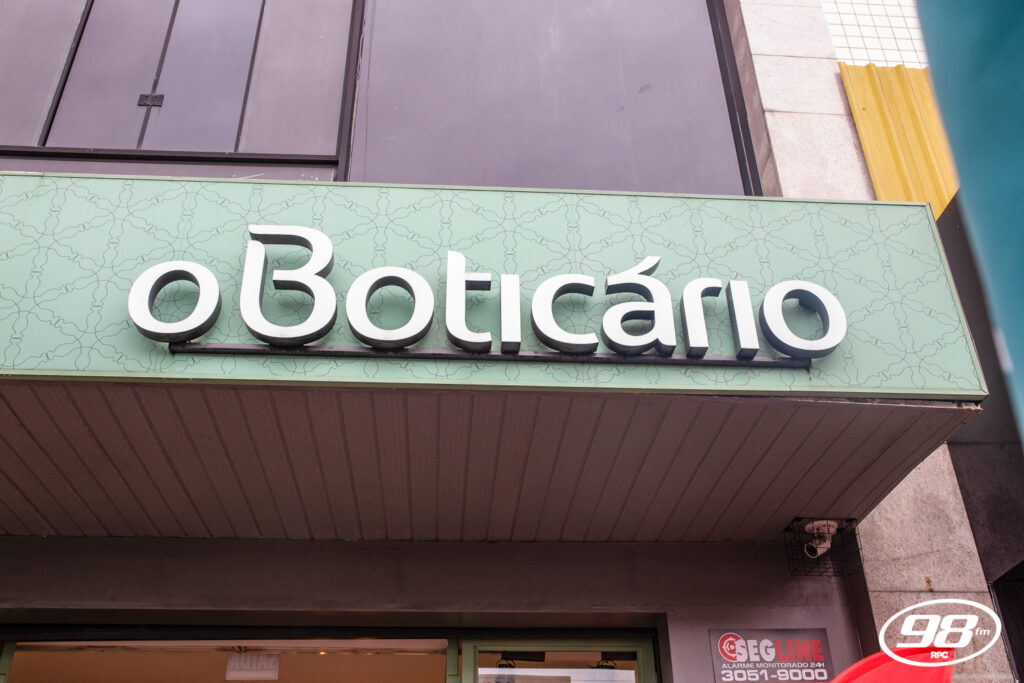 oBoticário
SEGLINE
ALARME MONITORADO 24H
3051-9000
98 fm
RPC